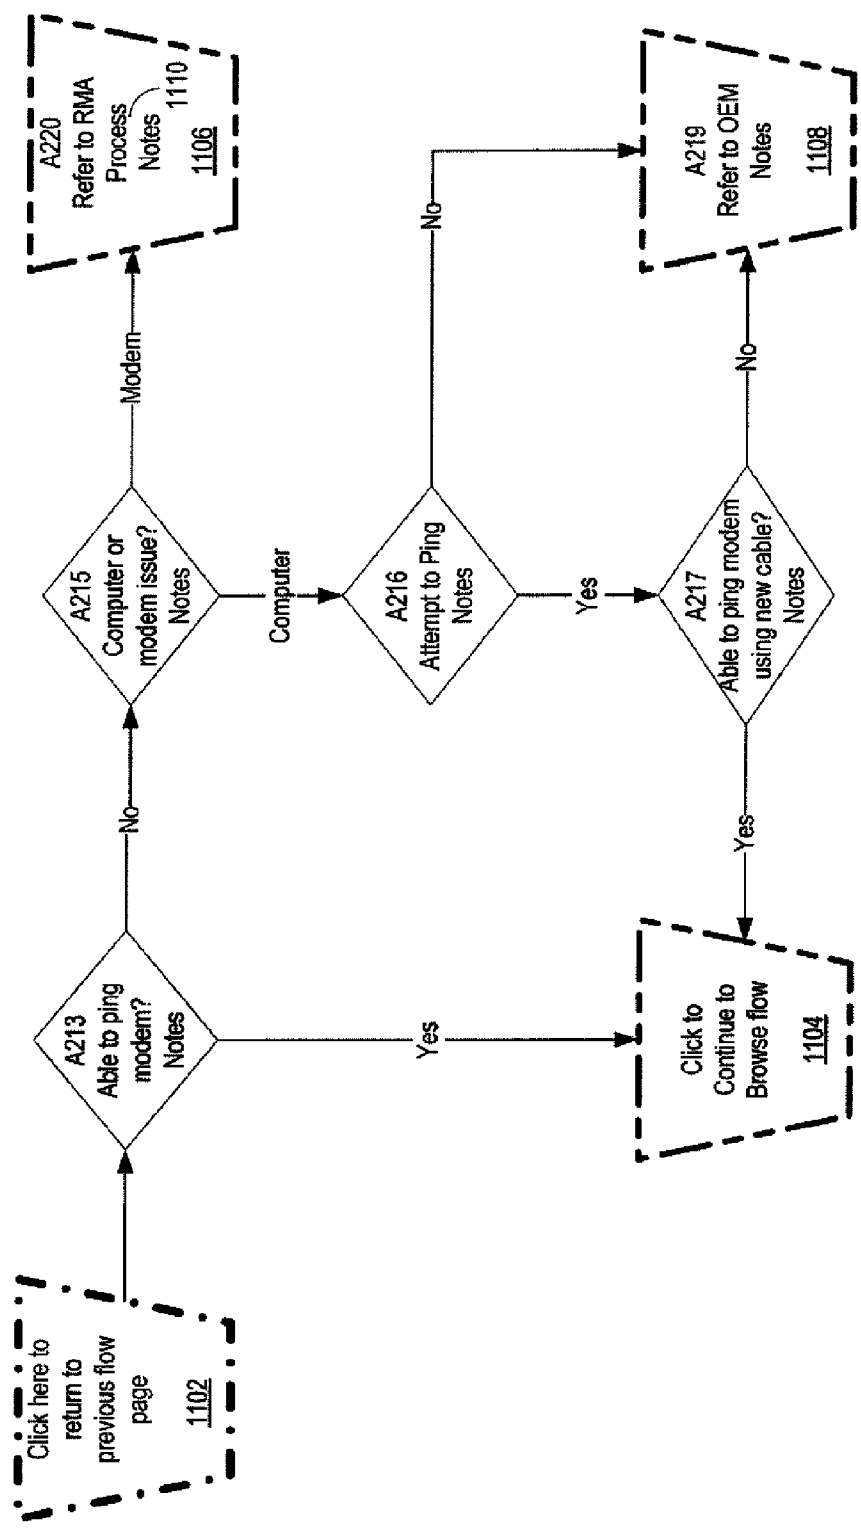 Click here to
return to
previous flow
page
1102
A213
Able to ping
modem?
Notes
No
A215
Computer or
modem issue?
Notes
Modem
A220
Refer to RMA
Process
Notes
1110
1106
Computer
A216
Attempt to Ping
Notes
No
Yes
Yes
Click to
Continue to
Browse flow
1104
Yes
A217
Able to ping modem
using new cable?
Notes
No
A219
Refer to OEM
Notes
1108